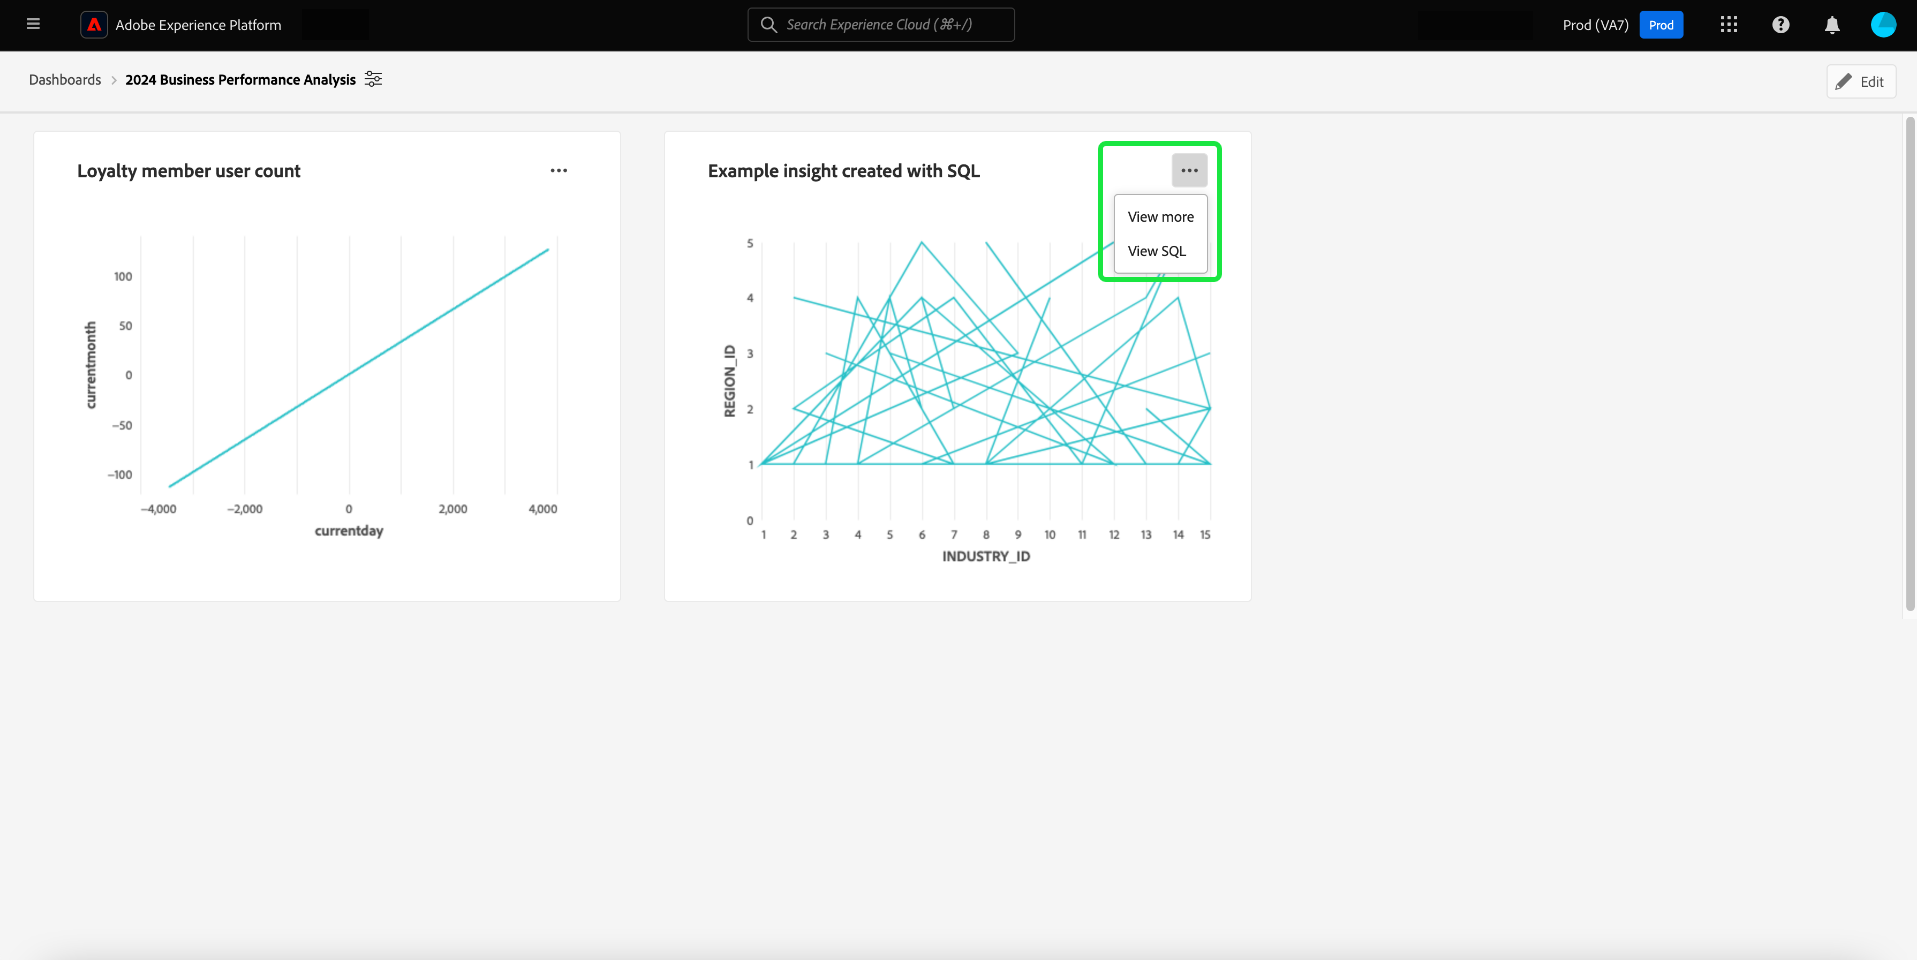 Adobe Experience Platform
Search Experience Cloud (⌘+/)
Prod (VA7)
Prod
Dashboards > 2024 Business Performance Analysis
Edit
Loyalty member user count
100
50
0
−50
−100
currentmonth
−4,000 −2,000 0 2,000 4,000
currentday
Example insight created with SQL
View more
View SQL
5
4
3
2
1
0
REGION_ID
1 2 3 4 5 6 7 8 9 10 11 12 13 14 15
INDUSTRY_ID